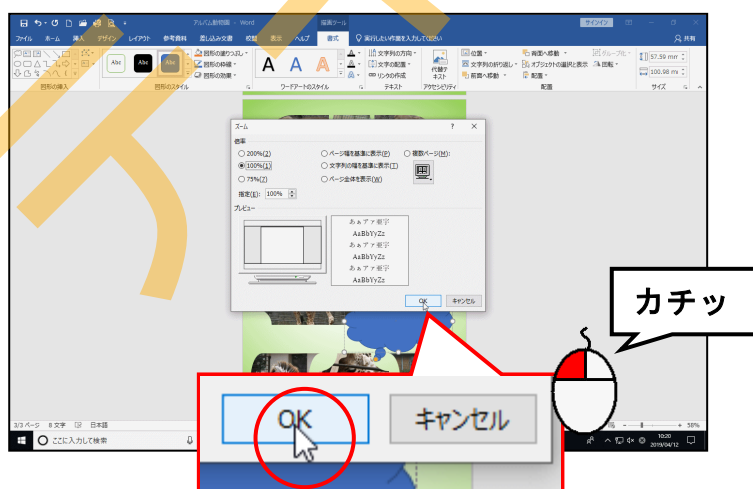 アルバム動物園 - Word
描画ツール
サインイン
ファイル ホーム 挿入 デザイン レイアウト 参考資料 差し込み文書 校閲 表示 ヘルプ 書式 実行したい作業を入力してください 共有
Abc Abc Abc
図形の塗りつぶし
図形の枠線
図形の効果
A A A
文字列の方向
文字の配置
リンクの作成
代替テ
キスト
位置
文字列の折り返し
前面へ移動
背面へ移動
オブジェクトの選択と表示
配置
グループ化
回転
57.59 mm
100.98 mi
図形の挿入 図形のスタイル ワードアートのスタイル テキスト アクセシビリティ 配置 サイズ
ズーム ? ×
倍率
200%(2) ページ幅を基準に表示(P) 複数ページ(M):
100%(1) 文字列の幅を基準に表示(T)
75%(7) ページ全体を表示(W)
指定(E): 100%
プレビュー
あぁアァ亜宇
AaBbYyZz
あぁアァ亜宇
AaBbYyZz
あぁアァ亜宇
AaBbYyZz
OK キャンセル
カチッ
OK キャンセル
3/3 ページ 8 文字 日本語
58%
ここに入力して検索
10:20
2019/04/12